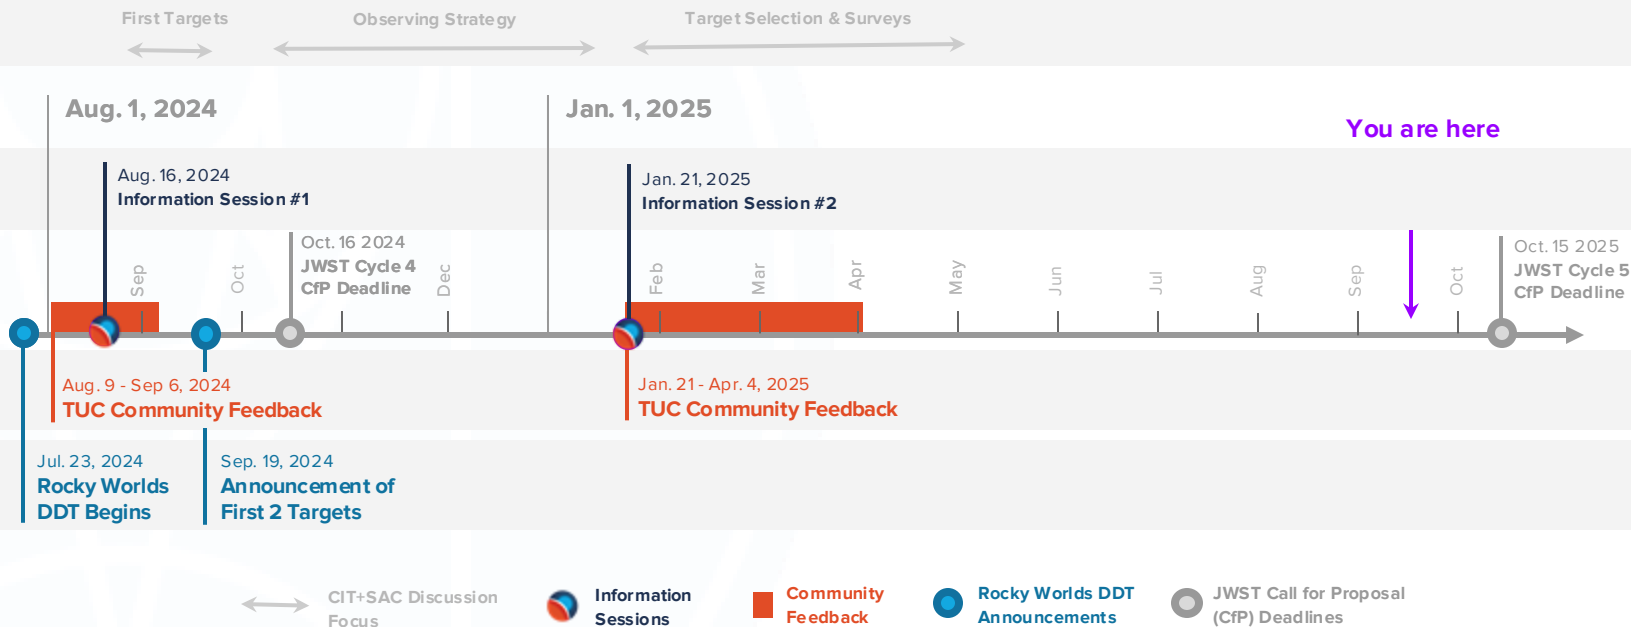 First Targets
Observing Strategy
Target Selection & Surveys
Aug. 1, 2024
Jan. 1, 2025
You are here
Aug. 16, 2024
Information Session #1
Jan. 21, 2025
Information Session #2
Oct. 16 2024
JWST Cycle 4
CfP Deadline
Oct. 15 2025
JWST Cycle 5
CfP Deadline
Sep
Oct
Dec
Feb
Mar
Apr
May
Jun
Jul
Aug
Sep
Oct
Aug. 9 - Sep 6, 2024
TUC Community Feedback
Jan. 21 - Apr. 4, 2025
TUC Community Feedback
Jul. 23, 2024
Rocky Worlds
DDT Begins
Sep. 19, 2024
Announcement of
First 2 Targets
CIT+SAC Discussion
Focus
Information
Sessions
Community
Feedback
Rocky Worlds DDT
Announcements
JWST Call for Proposal
(CfP) Deadlines